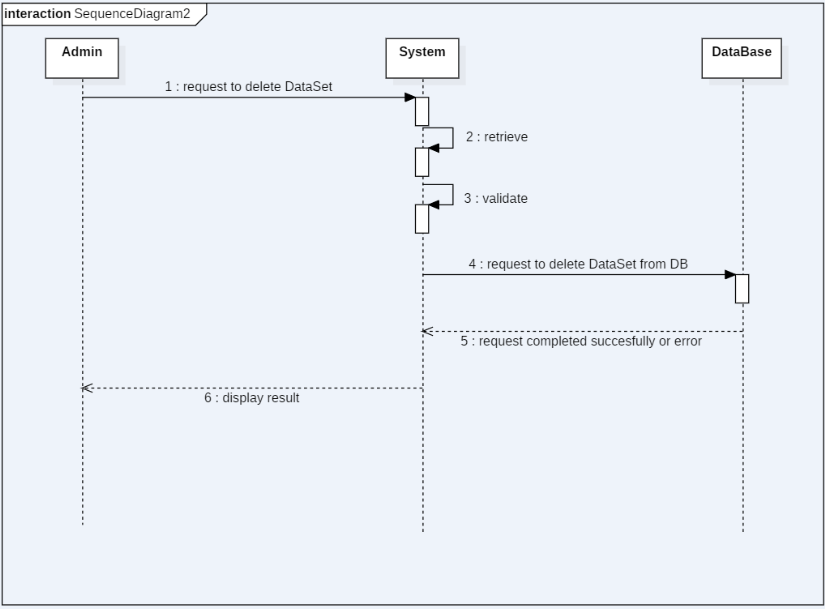 interaction SequenceDiagram2
Admin
System
DataBase
1 : request to delete DataSet
2 : retrieve
3 : validate
4 : request to delete DataSet from DB
5 : request completed succesfully or error
6 : display result